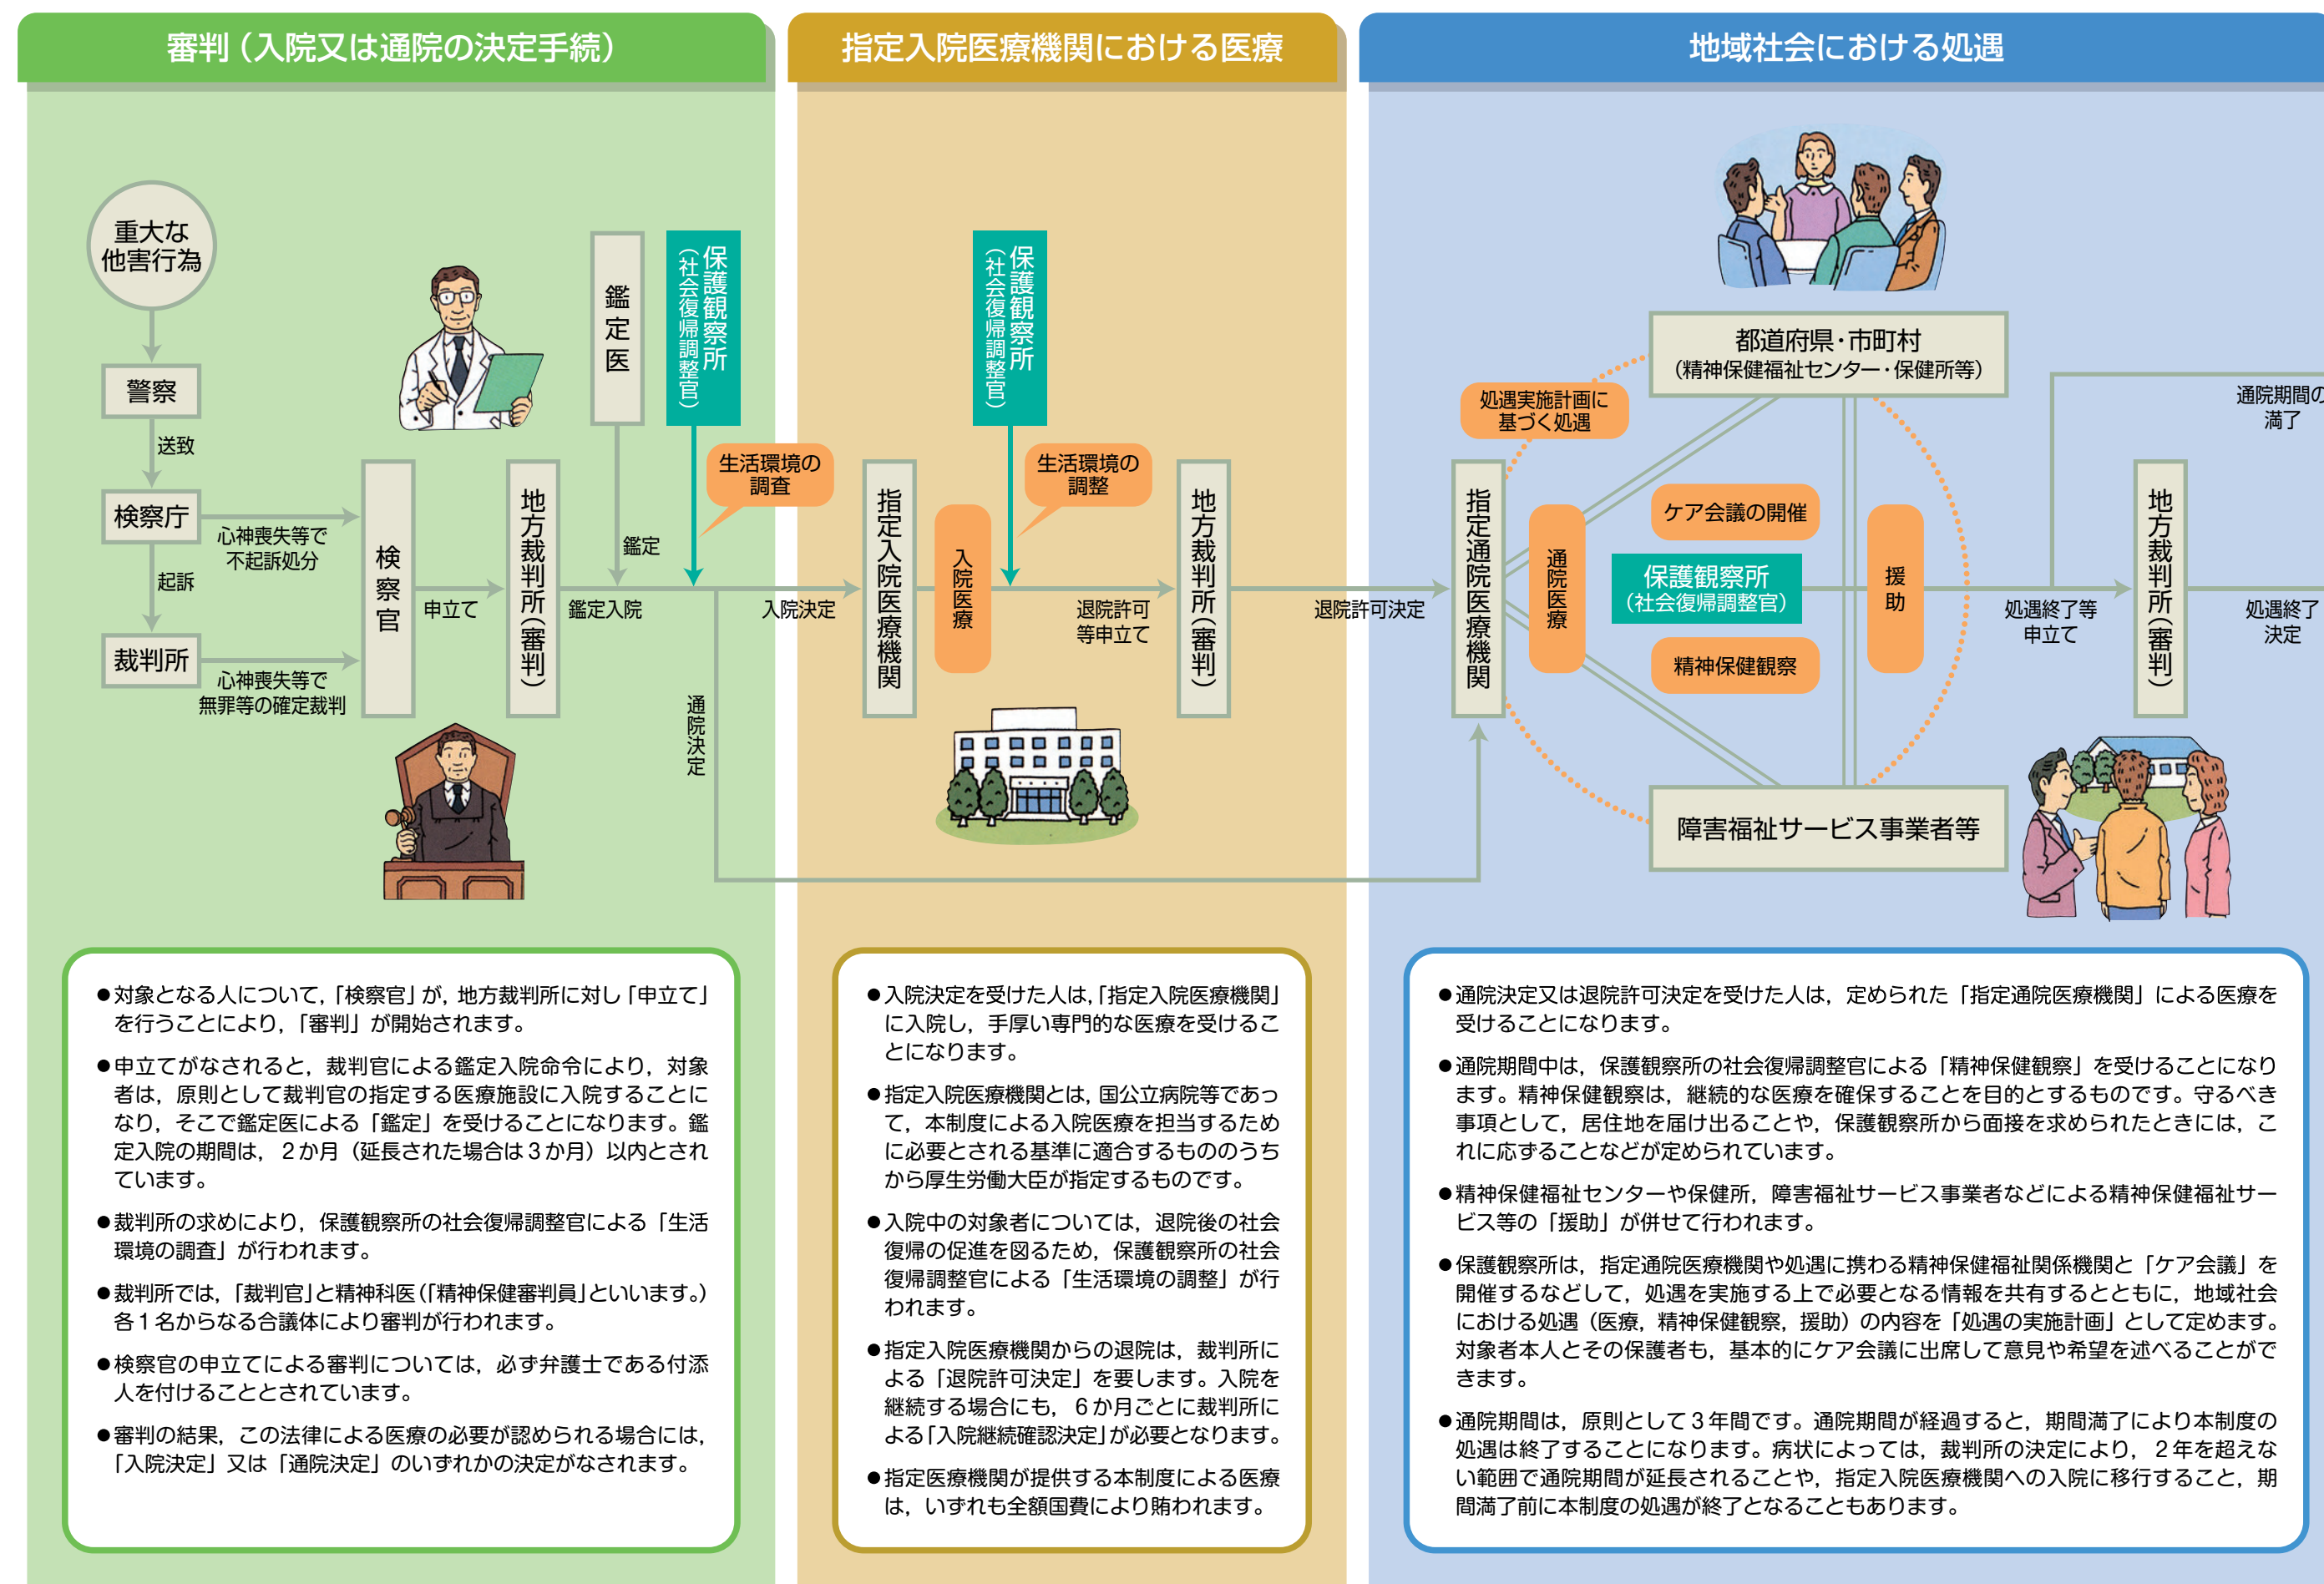 審判（入院又は通院の決定手続）
重大な
他害行為
警察
送致
検察庁
心神喪失等で
不起訴処分
起訴
裁判所
心神喪失等で
無罪等の確定裁判
検察官
申立て
地方裁判所（審判）
鑑定医
鑑定
鑑定入院
保護観察所
（社会復帰調整官）
生活環境の
調査
入院決定
通院決定
●対象となる人について，「検察官」が，地方裁判所に対し「申立て」
を行うことにより，「審判」が開始されます。
●申立てがなされると，裁判官による鑑定入院命令により，対象
者は，原則として裁判官の指定する医療施設に入院することに
なり，そこで鑑定医による「鑑定」を受けることになります。鑑
定入院の期間は，２か月（延長された場合は３か月）以内とされ
ています。
●裁判所の求めにより，保護観察所の社会復帰調整官による「生活
環境の調査」が行われます。
●裁判所では，「裁判官」と精神科医（「精神保健審判員」といいます。）
各１名からなる合議体により審判が行われます。
●検察官の申立てによる審判については，必ず弁護士である付添
人を付けることとされています。
●審判の結果，この法律による医療の必要が認められる場合には，
「入院決定」又は「通院決定」のいずれかの決定がなされます。
指定入院医療機関における医療
指定入院医療機関
入院医療
保護観察所
（社会復帰調整官）
生活環境の
調整
退院許可
等申立て
地方裁判所（審判）
退院許可決定
●入院決定を受けた人は，「指定入院医療機関」
に入院し，手厚い専門的な医療を受けるこ
とになります。
●指定入院医療機関とは，国公立病院等であっ
て，本制度による入院医療を担当するため
に必要とされる基準に適合するもののうち
から厚生労働大臣が指定するものです。
●入院中の対象者については，退院後の社会
復帰の促進を図るため，保護観察所の社会
復帰調整官による「生活環境の調整」が行
われます。
●指定入院医療機関からの退院は，裁判所に
よる「退院許可決定」を要します。入院を
継続する場合にも，６か月ごとに裁判所に
よる「入院継続確認決定」が必要となります。
●指定医療機関が提供する本制度による医療
は，いずれも全額国費により賄われます。
地域社会における処遇
都道府県・市町村
（精神保健福祉センター・保健所等）
処遇実施計画に
基づく処遇
指定通院医療機関
通院医療
ケア会議の開催
保護観察所
（社会復帰調整官）
精神保健観察
援助
障害福祉サービス事業者等
処遇終了等
申立て
通院期間の
満了
地方裁判所（審判）
処遇終了
決定
●通院決定又は退院許可決定を受けた人は，定められた「指定通院医療機関」による医療を
受けることになります。
●通院期間中は，保護観察所の社会復帰調整官による「精神保健観察」を受けることになり
ます。精神保健観察は，継続的な医療を確保することを目的とするものです。守るべき
事項として，居住地を届け出ることや，保護観察所から面接を求められたときには，こ
れに応ずることなどが定められています。
●精神保健福祉センターや保健所，障害福祉サービス事業者などによる精神保健福祉サー
ビス等の「援助」が併せて行われます。
●保護観察所は，指定通院医療機関や処遇に携わる精神保健福祉関係機関と「ケア会議」を
開催するなどして，処遇を実施する上で必要となる情報を共有するとともに，地域社会
における処遇（医療，精神保健観察，援助）の内容を「処遇の実施計画」として定めます。
対象者本人とその保護者も，基本的にケア会議に出席して意見や希望を述べることがで
きます。
●通院期間は，原則として３年間です。通院期間が経過すると，期間満了により本制度の
処遇は終了することになります。病状によっては，裁判所の決定により，２年を超えな
い範囲で通院期間が延長されることや，指定入院医療機関への入院に移行すること，期
間満了前に本制度の処遇が終了となることもあります。